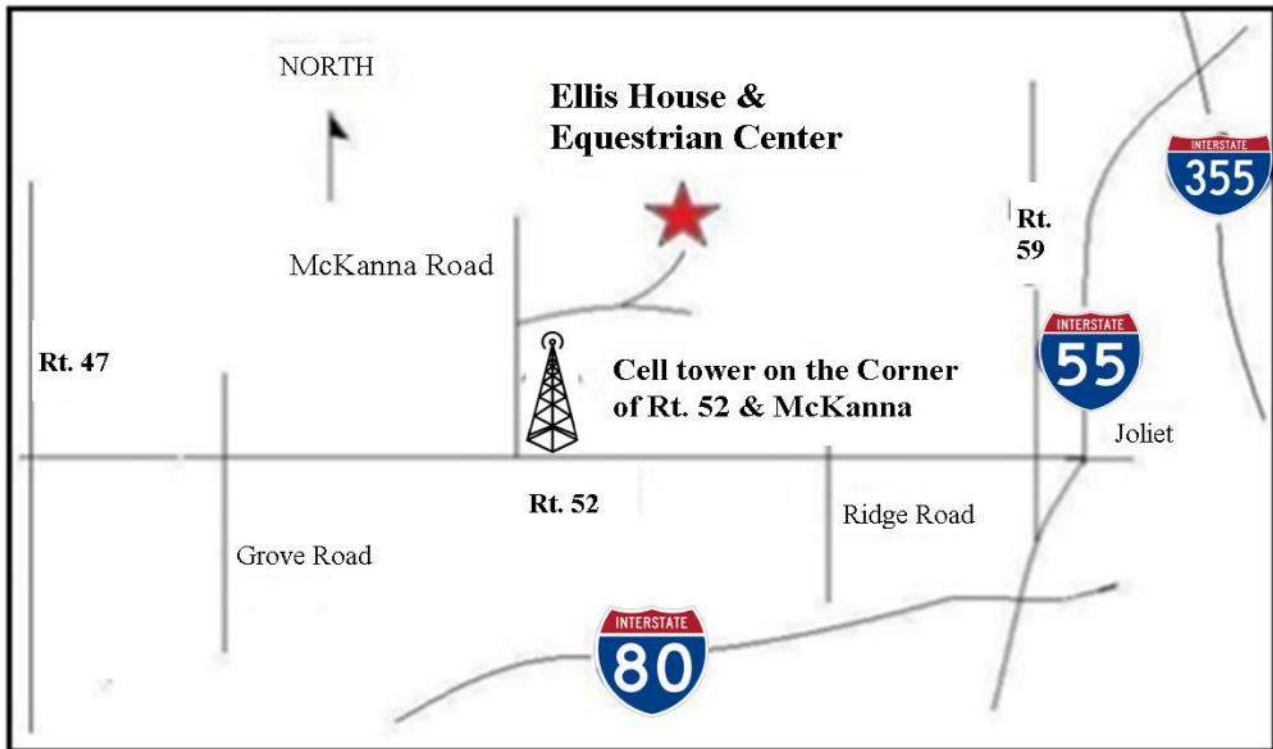 NORTH
Ellis House &
Equestrian Center
INTERSTATE
355
Rt.
59
McKanna Road
INTERSTATE
55
Rt. 47
Cell tower on the Corner
of Rt. 52 & McKanna
Joliet
Rt. 52
Ridge Road
Grove Road
INTERSTATE
80